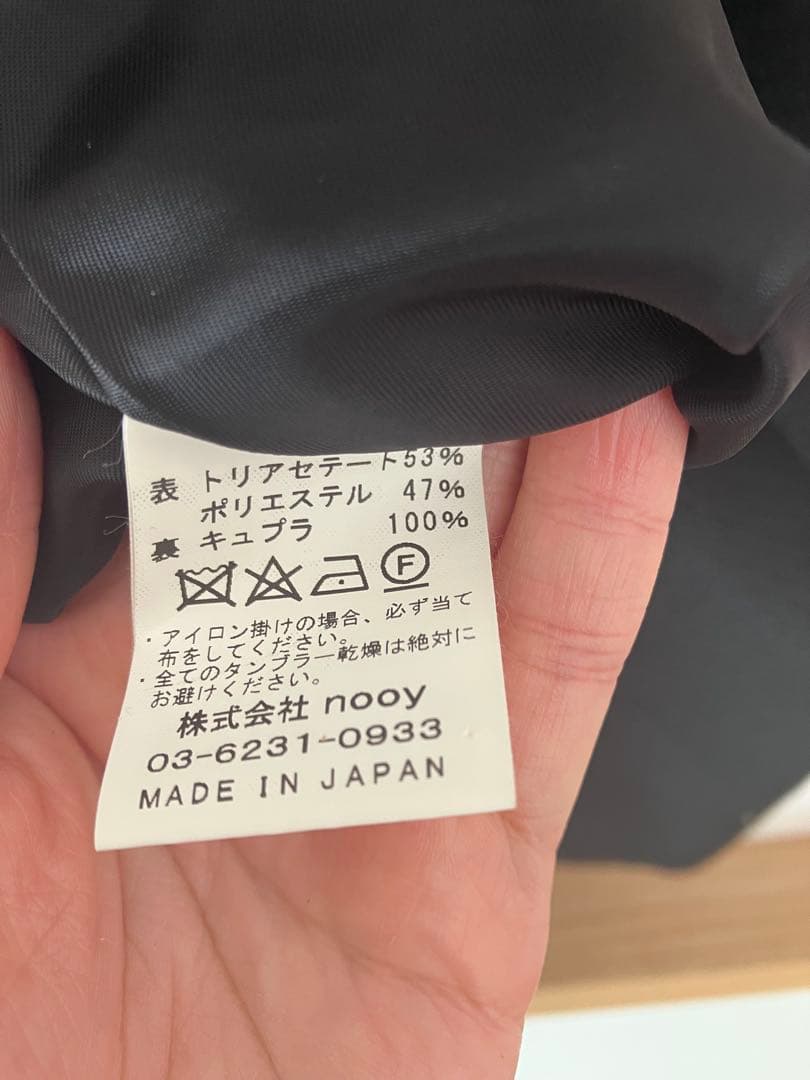 表 トリアセテート53%
ポリエステル 47%
裏 キュプラ 100%
F
・アイロン掛けの場合、必ず当て
布をしてください。
・全てのタンブラー乾燥は絶対に
お避けください。
株式会社 nooy
03-6231-0933
MADE IN JAPAN